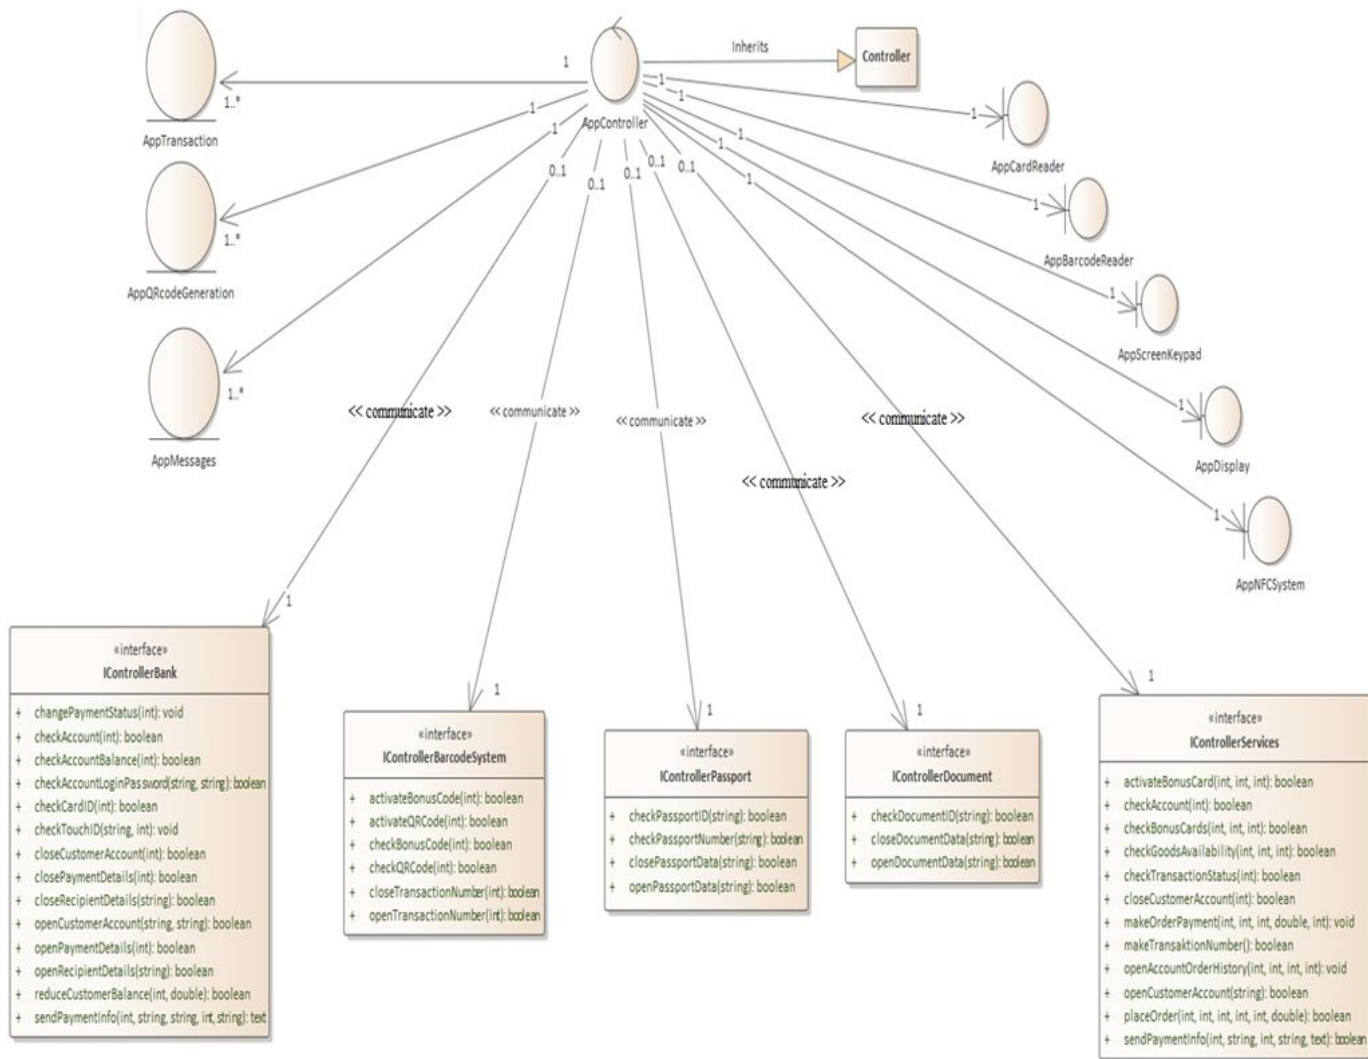 Inherits
Controller
1
1..*
AppTransaction
AppController
1
1
AppCardReader
1
1..*
AppQRcodeGeneration
1
1
AppBarcodeReader
1
1..*
AppMessages
1
1
AppScreenKeypad
1
1
AppDisplay
1
1
AppNFCSystem
0..1
<< communicate >>
1
0..1
<< communicate >>
1
0..1
<< communicate >>
1
0..1
<< communicate >>
1
0..1
<< communicate >>
1
«interface»
IControllerBank
+ changePaymentStatus(int): void
+ checkAccount(int): boolean
+ checkAccountBalance(int): boolean
+ checkAccountLoginPassword(string, string): boolean
+ checkCardID(int): boolean
+ checkTouchID(string, int): void
+ closeCustomerAccount(int): boolean
+ closePaymentDetails(int): boolean
+ closeRecipientDetails(string): boolean
+ openCustomerAccount(string, string): boolean
+ openPaymentDetails(int): boolean
+ openRecipientDetails(string): boolean
+ reduceCustomerBalance(int, double): boolean
+ sendPaymentInfo(int, string, string, int, string): text
«interface»
IControllerBarcodeSystem
+ activateBonusCode(int): boolean
+ activateQRCode(int): boolean
+ checkBonusCode(int): boolean
+ checkQRCode(int): boolean
+ closeTransactionNumber(int): boolean
+ openTransactionNumber(int): boolean
«interface»
IControllerPassport
+ checkPassportID(string): boolean
+ checkPassportNumber(string): boolean
+ closePassportData(string): boolean
+ openPassportData(string): boolean
«interface»
IControllerDocument
+ checkDocumentID(string): boolean
+ closeDocumentData(string): boolean
+ openDocumentData(string): boolean
«interface»
IControllerServices
+ activateBonusCard(int, int, int): boolean
+ checkAccount(int): boolean
+ checkBonusCards(int, int, int): boolean
+ checkGoodsAvailability(int, int, int): boolean
+ checkTransactionStatus(int): boolean
+ closeCustomerAccount(int): boolean
+ makeOrderPayment(int, int, int, double, int): void
+ makeTransaktionNumber(): boolean
+ openAccountOrderHistory(int, int, int, int): void
+ openCustomerAccount(string): boolean
+ placeOrder(int, int, int, int, int, double): boolean
+ sendPaymentInfo(int, string, int, string, text): boolean